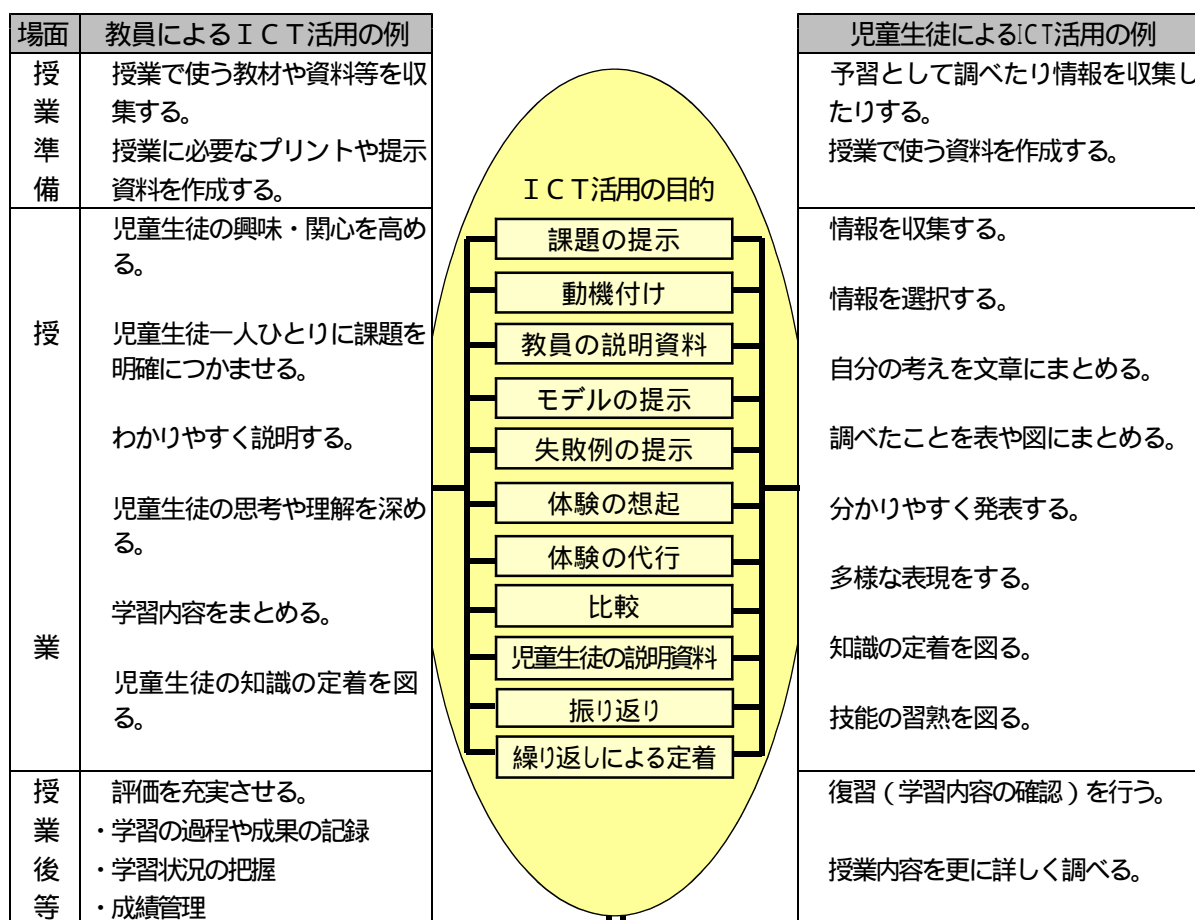 場面
教員によるＩＣＴ活用の例
授業準備
授業で使う教材や資料等を収
集する。
授業に必要なプリントや提示
資料を作成する。
授業
児童生徒の興味・関心を高め
る。
児童生徒一人ひとりに課題を
明確につかませる。
わかりやすく説明する。
児童生徒の思考や理解を深め
る。
学習内容をまとめる。
児童生徒の知識の定着を図
る。
授業後等
評価を充実させる。
・学習の過程や成果の記録
・学習状況の把握
・成績管理
ＩＣＴ活用の目的
課題の提示
動機付け
教員の説明資料
モデルの提示
失敗例の提示
体験の想起
体験の代行
比較
児童生徒の説明資料
振り返り
繰り返しによる定着
児童生徒によるICT活用の例
予習として調べたり情報を収集し
たりする。
授業で使う資料を作成する。
情報を収集する。
情報を選択する。
自分の考えを文章にまとめる。
調べたことを表や図にまとめる。
分かりやすく発表する。
多様な表現をする。
知識の定着を図る。
技能の習熟を図る。
復習（学習内容の確認）を行う。
授業内容を更に詳しく調べる。